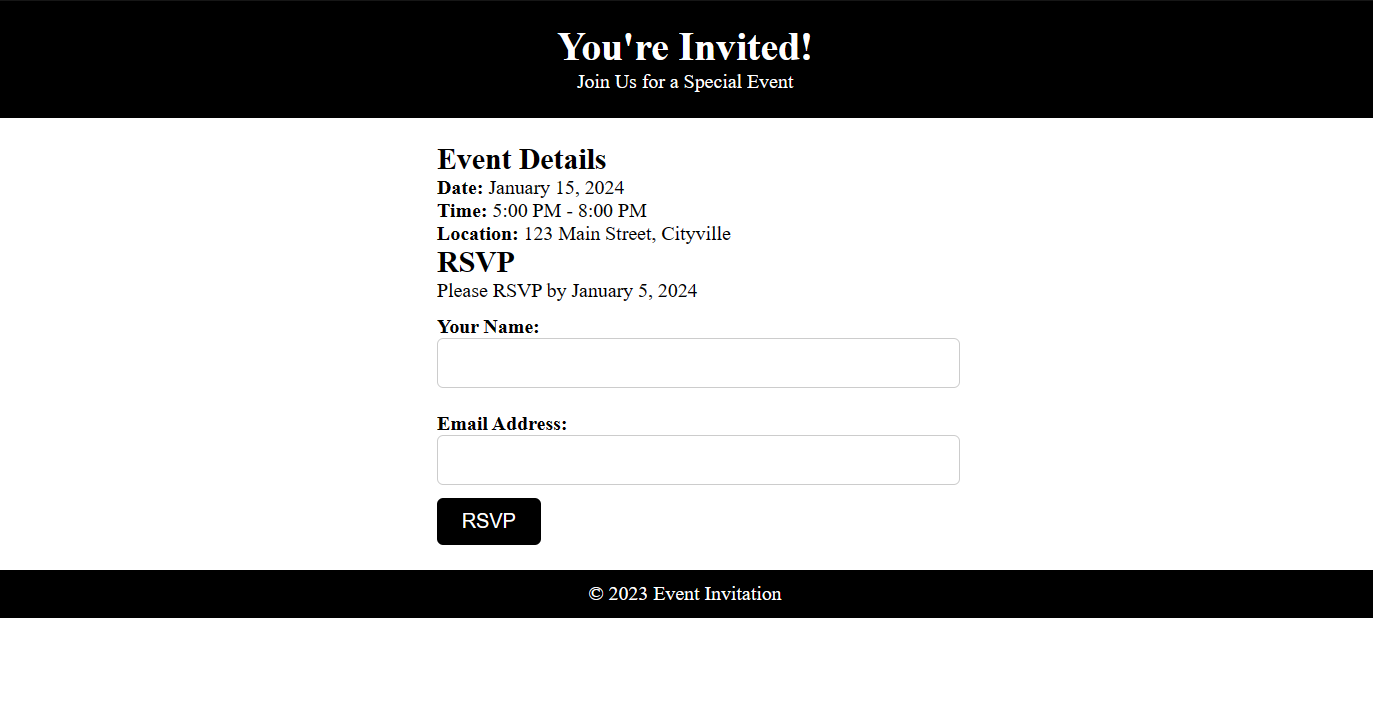 You're Invited!
Join Us for a Special Event
Event Details
Date: January 15, 2024
Time: 5:00 PM - 8:00 PM
Location: 123 Main Street, Cityville
RSVP
Please RSVP by January 5, 2024
Your Name:
Email Address:
RSVP
© 2023 Event Invitation